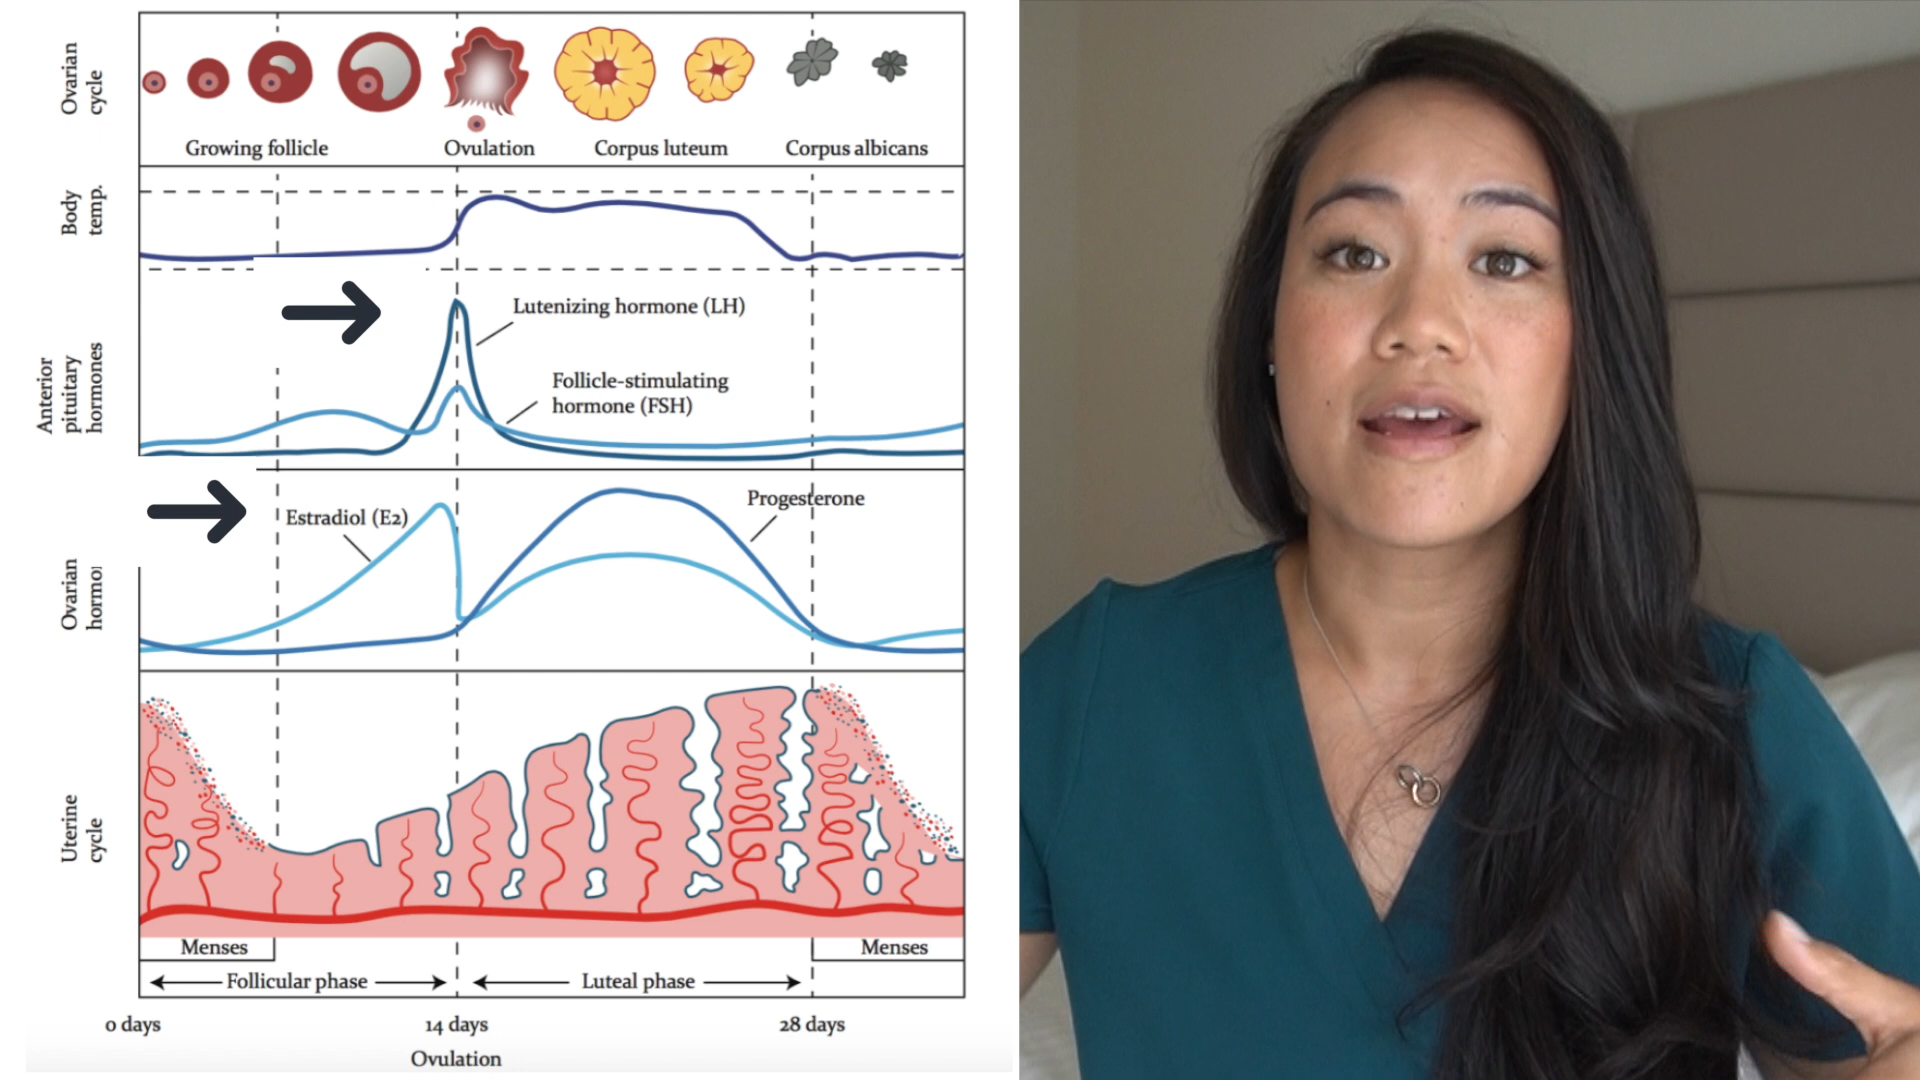 Ovarian
cycle
Growing follicle
Ovulation
Corpus luteum
Corpus albicans
Body
temp.
Anterior
pituitary
hormones
Lutenizing hormone (LH)
Follicle-stimulating
hormone (FSH)
Ovarian
Estradiol (E2)
Progesterone
Uterine
cycle
Menses
Menses
Follicular phase
Luteal phase
0 days
14 days
28 days
Ovulation